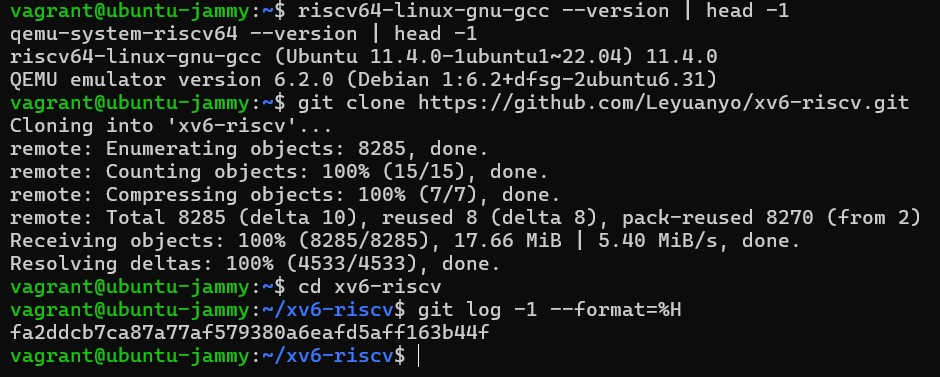 vagrant@ubuntu-jammy:~$ riscv64-linux-gnu-gcc --version | head -1
qemu-system-riscv64 --version | head -1
riscv64-linux-gnu-gcc (Ubuntu 11.4.0-1ubuntu1~22.04) 11.4.0
QEMU emulator version 6.2.0 (Debian 1:6.2+dfsg-2ubuntu6.31)
vagrant@ubuntu-jammy:~$ git clone https://github.com/Leyuanyo/xv6-riscv.git
Cloning into 'xv6-riscv'...
remote: Enumerating objects: 8285, done.
remote: Counting objects: 100% (15/15), done.
remote: Compressing objects: 100% (7/7), done.
remote: Total 8285 (delta 10), reused 8 (delta 8), pack-reused 8270 (from 2)
Receiving objects: 100% (8285/8285), 17.66 MiB | 5.40 MiB/s, done.
Resolving deltas: 100% (4533/4533), done.
vagrant@ubuntu-jammy:~$ cd xv6-riscv
vagrant@ubuntu-jammy:~/xv6-riscv$ git log -1 --format=%H
fa2ddcb7ca87a77af579380a6eafd5aff163b44f
vagrant@ubuntu-jammy:~/xv6-riscv$